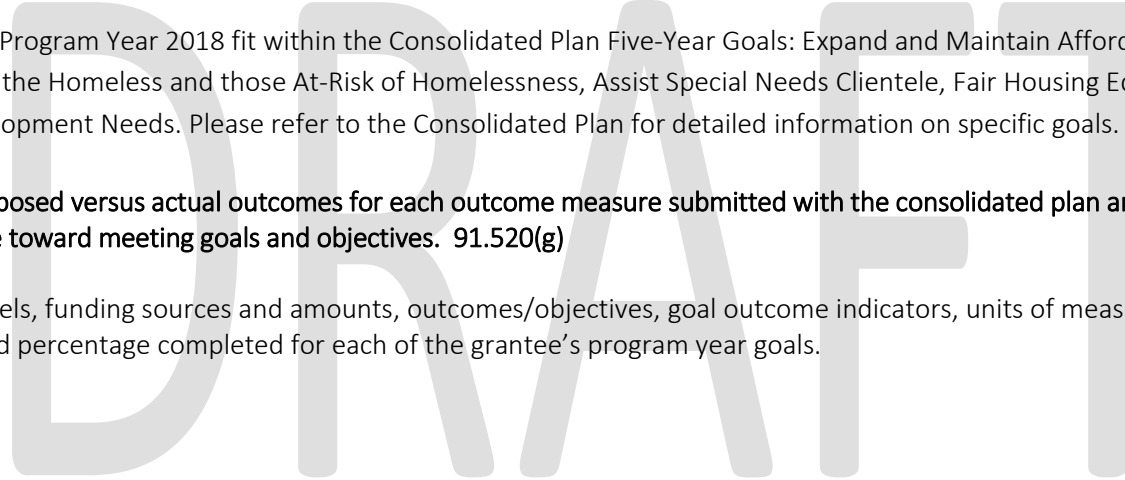 Program Year 2018 fit within the Consolidated Plan Five-Year Goals: Expand and Maintain Afford
the Homeless and those At-Risk of Homelessness, Assist Special Needs Clientele, Fair Housing Ec
lopment Needs. Please refer to the Consolidated Plan for detailed information on specific goals.
posed versus actual outcomes for each outcome measure submitted with the consolidated plan an
e toward meeting goals and objectives. 91.520(g)
els, funding sources and amounts, outcomes/objectives, goal outcome indicators, units of meas
d percentage completed for each of the grantee’s program year goals.
DRAFT